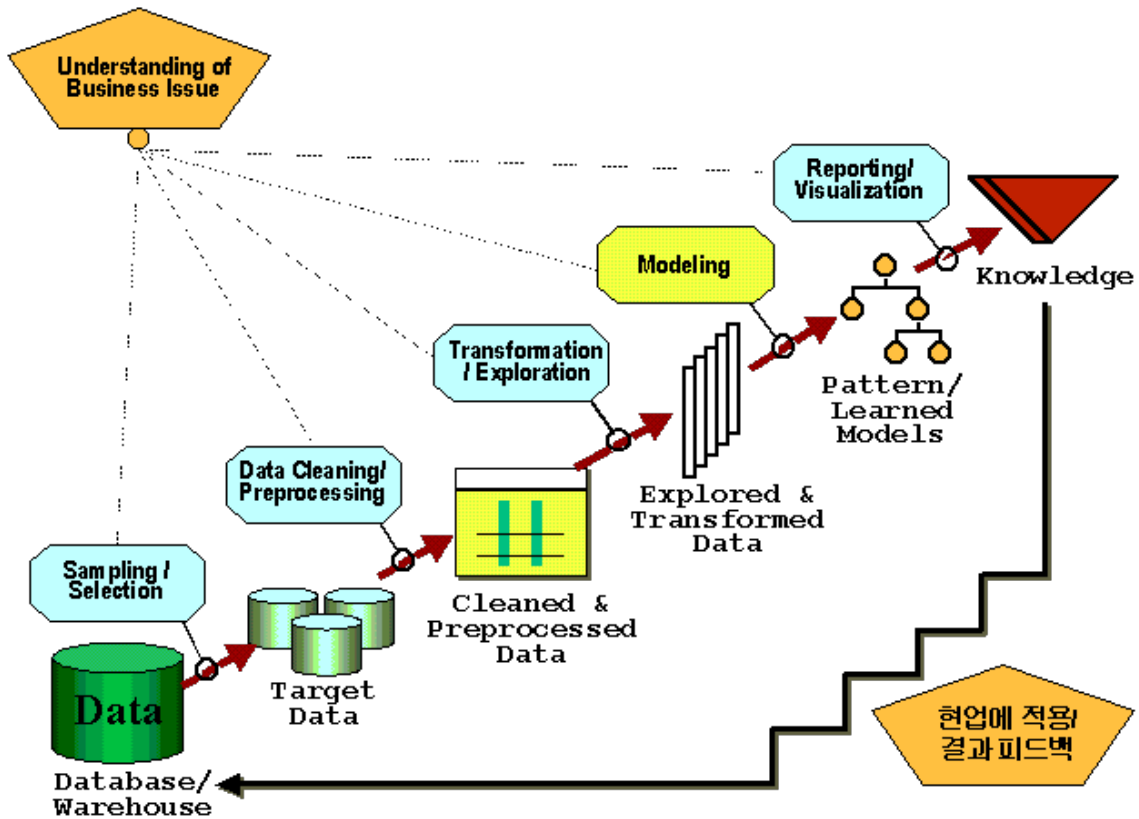 Understanding of
Business Issue
Reporting/
Visualization
Modeling
Knowledge
Transformation
/ Exploration
Pattern/
Learned
Models
Data Cleaning/
Preprocessing
Explored &
Transformed
Data
Sampling /
Selection
Cleaned &
Preprocessed
Data
Target
Data
Data
Database/
Warehouse
현업에 적용/
결과 피드백